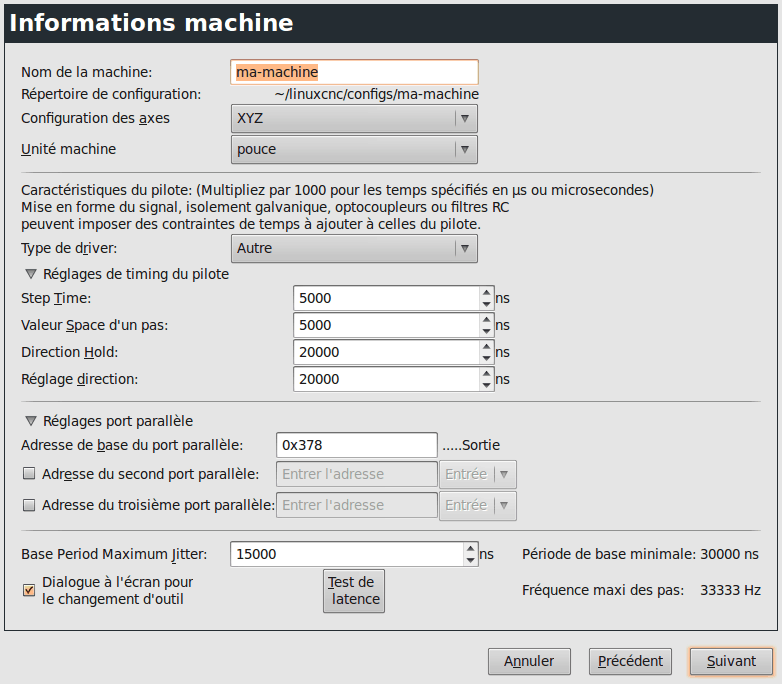 Informations machine
Nom de la machine: ma-machine
Répertoire de configuration: ~/linuxcnc/configs/ma-machine
Configuration des axes XYZ
Unité machine pouce
Caractéristiques du pilote: (Multipliez par 1000 pour les temps spécifiés en µs ou microsecondes)
Mise en forme du signal, isolement galvanique, optocoupleurs ou filtres RC
peuvent imposer des contraintes de temps à ajouter à celles du pilote.
Type de driver: Autre
Réglages de timing du pilote
Step Time: 5000 ns
Valeur Space d'un pas: 5000 ns
Direction Hold: 20000 ns
Réglage direction: 20000 ns
Réglages port parallèle
Adresse de base du port parallèle: 0x378 .....Sortie
Adresse du second port parallèle: Entrer l'adresse Entrée
Adresse du troisième port parallèle: Entrer l'adresse Entrée
Base Period Maximum Jitter: 15000 ns Période de base minimale: 30000 ns
Dialogue à l'écran pour
le changement d'outil
Test de
latence
Fréquence maxi des pas: 33333 Hz
Annuler Précédent Suivant